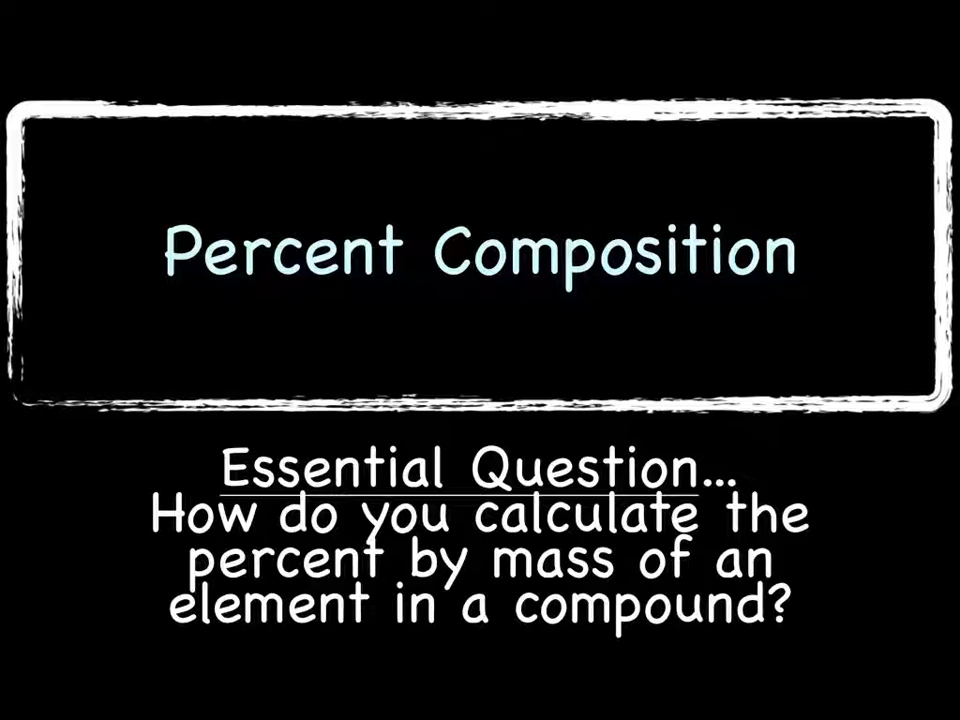 Percent Composition
Essential Question...
How do you calculate the
percent by mass of an
element in a compound?